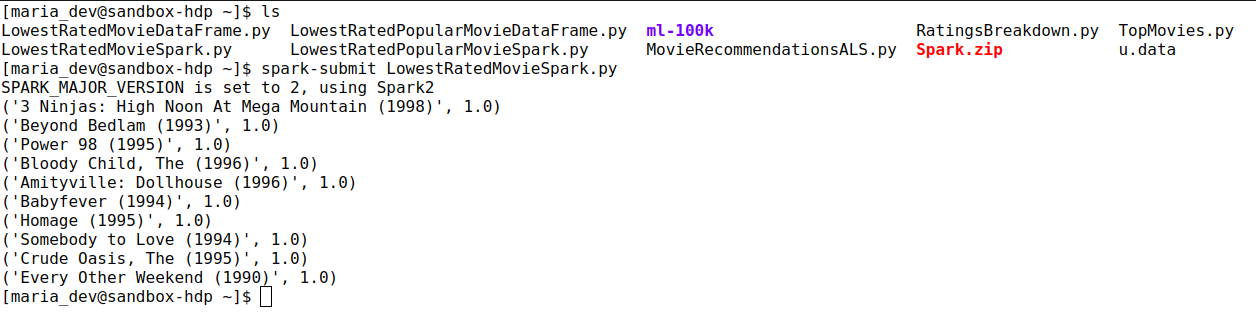 [maria_dev@sandbox-hdp ~]$ ls
LowestRatedMovieDataFrame.py  LowestRatedPopularMovieDataFrame.py  ml-100k                     RatingsBreakdown.py  TopMovies.py
LowestRatedMovieSpark.py      LowestRatedPopularMovieSpark.py      MovieRecommendationsALS.py  Spark.zip            u.data
[maria_dev@sandbox-hdp ~]$ spark-submit LowestRatedMovieSpark.py
SPARK_MAJOR_VERSION is set to 2, using Spark2
('3 Ninjas: High Noon At Mega Mountain (1998)', 1.0)
('Beyond Bedlam (1993)', 1.0)
('Power 98 (1995)', 1.0)
('Bloody Child, The (1996)', 1.0)
('Amityville: Dollhouse (1996)', 1.0)
('Babyfever (1994)', 1.0)
('Homage (1995)', 1.0)
('Somebody to Love (1994)', 1.0)
('Crude Oasis, The (1995)', 1.0)
('Every Other Weekend (1990)', 1.0)
[maria_dev@sandbox-hdp ~]$